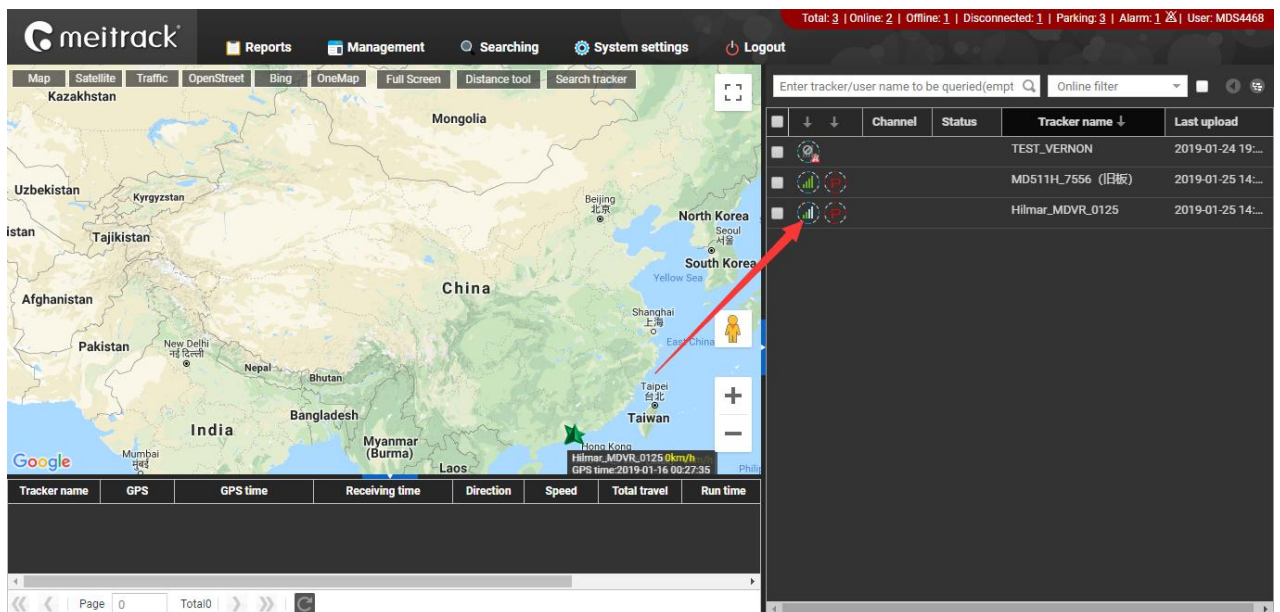 Total: 3 | Online: 2 | Offline: 1 | Disconnected: 1 | Parking: 3 | Alarm: 1 | User: MDS4468
meitrack
Reports Management Searching System settings Logout
Map Satellite Traffic OpenStreet Bing OneMap Full Screen Distance tool Search tracker
Enter tracker/user name to be queried(empt Online filter
Channel Status Tracker name Last upload
TEST_VERNON 2019-01-24 19:...
MD511H_7556 (旧板) 2019-01-25 14:...
Hilmar_MDVR_0125 2019-01-25 14:...
Kazakhstan
Mongolia
Uzbekistan
Kyrgyzstan
Beijing
北京
North Korea
istan
Tajikistan
Seoul
서울
South Korea
Yellow Sea
China
Afghanistan
Shanghai
上海
East China
Pakistan
New Delhi
नई दिल्ली
Nepal
Bhutan
Taipei
台北
Bangladesh
Taiwan
India
Myanmar
(Burma)
Hong Kong
Google
Mumbai
मुंबई
Laos
Hilmar_MDVR_0125 0km/h
GPS time:2019-01-16 00:27:35
Philip
Tracker name GPS GPS time Receiving time Direction Speed Total travel Run time
Page 0 Total0